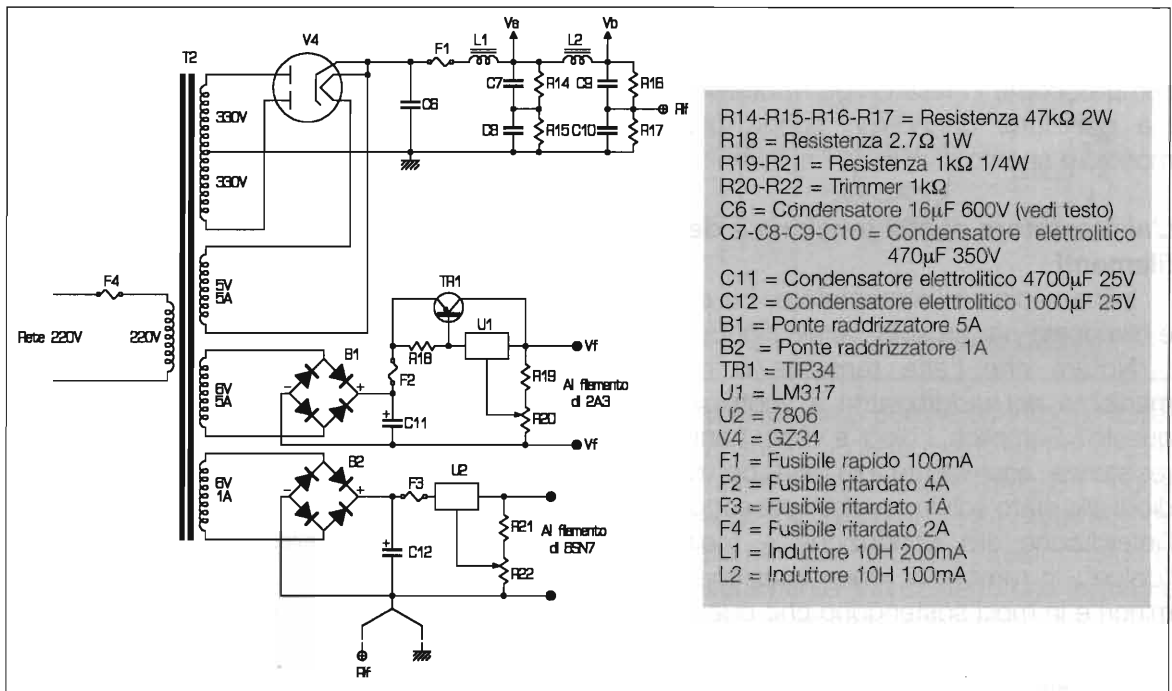 T2
V4
F1
L1
Va
L2
Vb
330V
330V
C6
C7
R14
C8
R15
C9
R16
C10
R17
Rif
5V
5A
F4
Rete 220V
220V
6V
5A
B1
F2
C11
TR1
R18
U1
R19
R20
Vf
Al filamento
di 2A3
Vf
6V
1A
B2
F3
U2
C12
R21
R22
Al filamento
di 6SN7
Rif
R14-R15-R16-R17 = Resistenza 47kΩ 2W
R18 = Resistenza 2.7Ω 1W
R19-R21 = Resistenza 1kΩ 1/4W
R20-R22 = Trimmer 1kΩ
C6 = Condensatore 16µF 600V (vedi testo)
C7-C8-C9-C10 = Condensatore elettrolitico
470µF 350V
C11 = Condensatore elettrolitico 4700µF 25V
C12 = Condensatore elettrolitico 1000µF 25V
B1 = Ponte raddrizzatore 5A
B2 = Ponte raddrizzatore 1A
TR1 = TIP34
U1 = LM317
U2 = 7806
V4 = GZ34
F1 = Fusibile rapido 100mA
F2 = Fusibile ritardato 4A
F3 = Fusibile ritardato 1A
F4 = Fusibile ritardato 2A
L1 = Induttore 10H 200mA
L2 = Induttore 10H 100mA